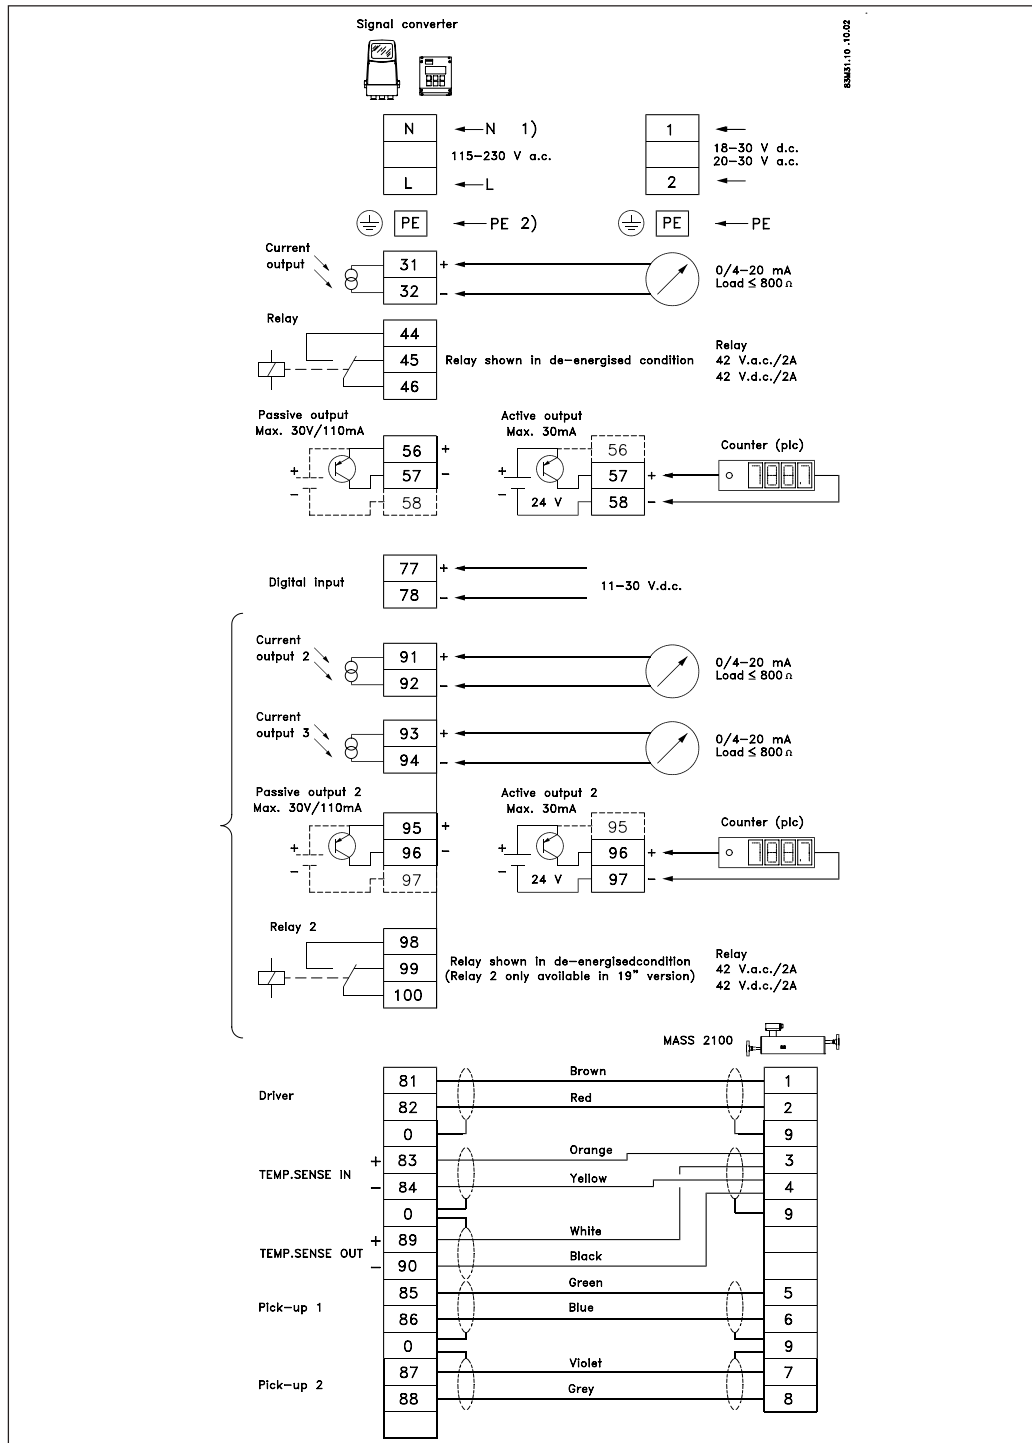 Signal converter
83M31.10 .10.02
N N 1)
115-230 V a.c.
L L
PE PE 2)
1
18-30 V d.c.
20-30 V a.c.
2
PE PE
Current
output
31 +
32 -
0/4-20 mA
Load ≤ 800 Ω
Relay
44
45
46
Relay shown in de-energised condition
Relay
42 V.a.c./2A
42 V.d.c./2A
Passive output
Max. 30V/110mA
+
-
56 +
57 -
58
Active output
Max. 30mA
+
-
24 V
56
57 +
58 -
Counter (plc)
Digital input
77 +
78 -
11-30 V.d.c.
Current
output 2
91 +
92 -
0/4-20 mA
Load ≤ 800 Ω
Current
output 3
93 +
94 -
0/4-20 mA
Load ≤ 800 Ω
Passive output 2
Max. 30V/110mA
+
-
95 +
96 -
97
Active output 2
Max. 30mA
+
-
24 V
95
96 +
97 -
Counter (plc)
Relay 2
98
99
100
Relay shown in de-energisedcondition
(Relay 2 only available in 19" version)
Relay
42 V.a.c./2A
42 V.d.c./2A
MASS 2100
Driver
81 Brown 1
82 Red 2
0 9
TEMP.SENSE IN
+ 83 Orange 3
- 84 Yellow 4
0 9
TEMP.SENSE OUT
+ 89 White
- 90 Black
Pick-up 1
85 Green 5
86 Blue 6
0 9
Pick-up 2
87 Violet 7
88 Grey 8